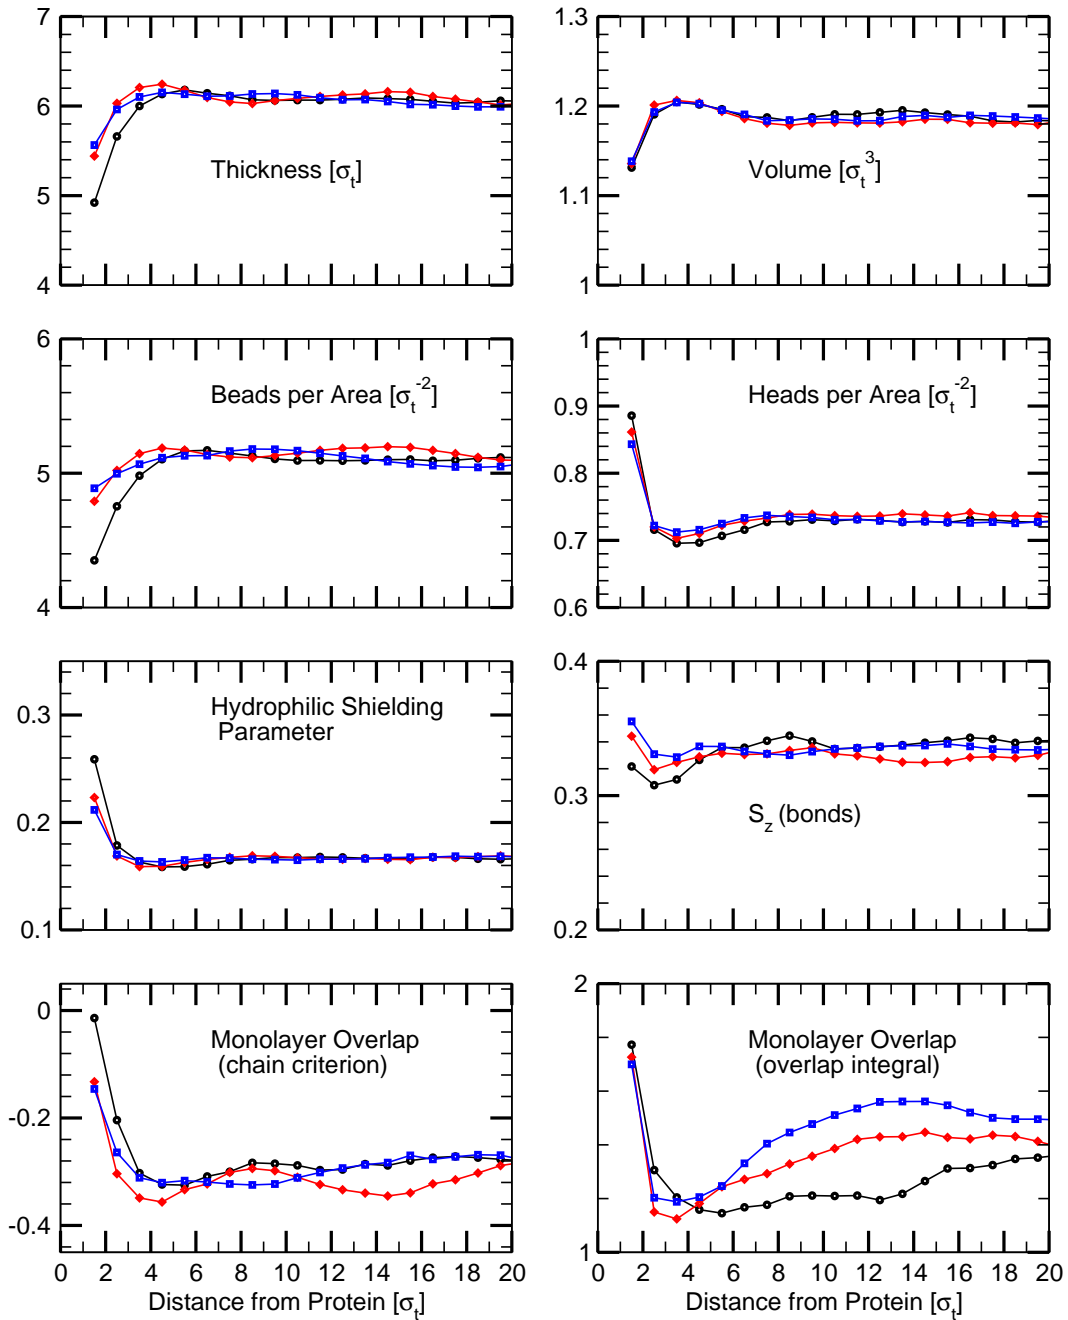 7
6
5
4
Thickness [σt]
1.3
1.2
1.1
1
Volume [σt3]
6
5
4
Beads per Area [σt-2]
1
0.9
0.8
0.7
0.6
Heads per Area [σt-2]
0.3
0.2
0.1
Hydrophilic Shielding
Parameter
0.4
0.3
0.2
Sz (bonds)
0
-0.2
-0.4
Monolayer Overlap
(chain criterion)
0 2 4 6 8 10 12 14 16 18 20
Distance from Protein [σt]
2
1
Monolayer Overlap
(overlap integral)
0 2 4 6 8 10 12 14 16 18 20
Distance from Protein [σt]